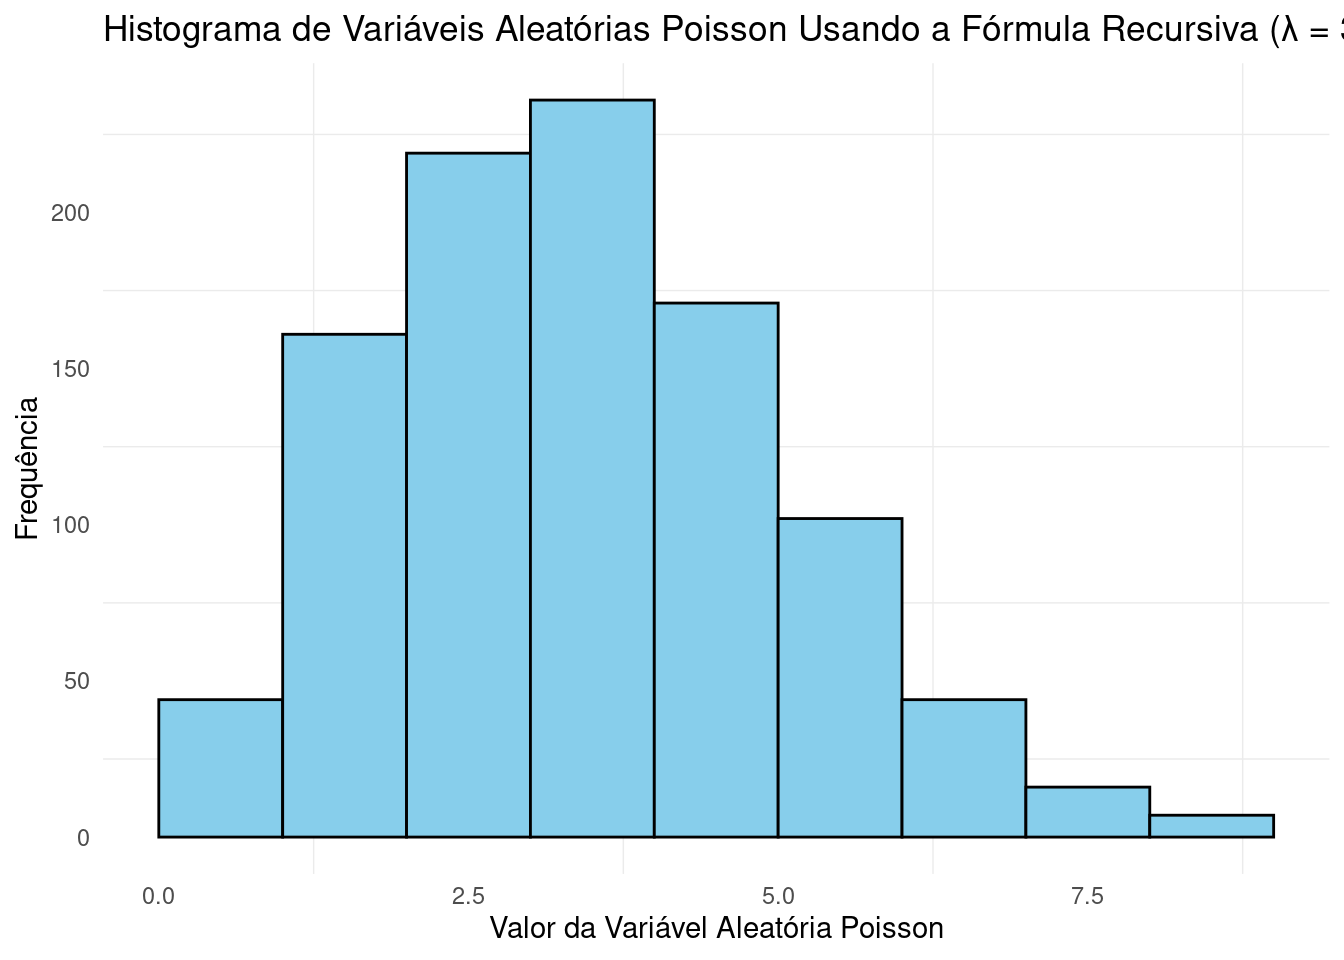 Histograma de Variáveis Aleatórias Poisson Usando a Fórmula Recursiva (λ =
200
150
100
50
0
Frequência
0.0 2.5 5.0 7.5
Valor da Variável Aleatória Poisson